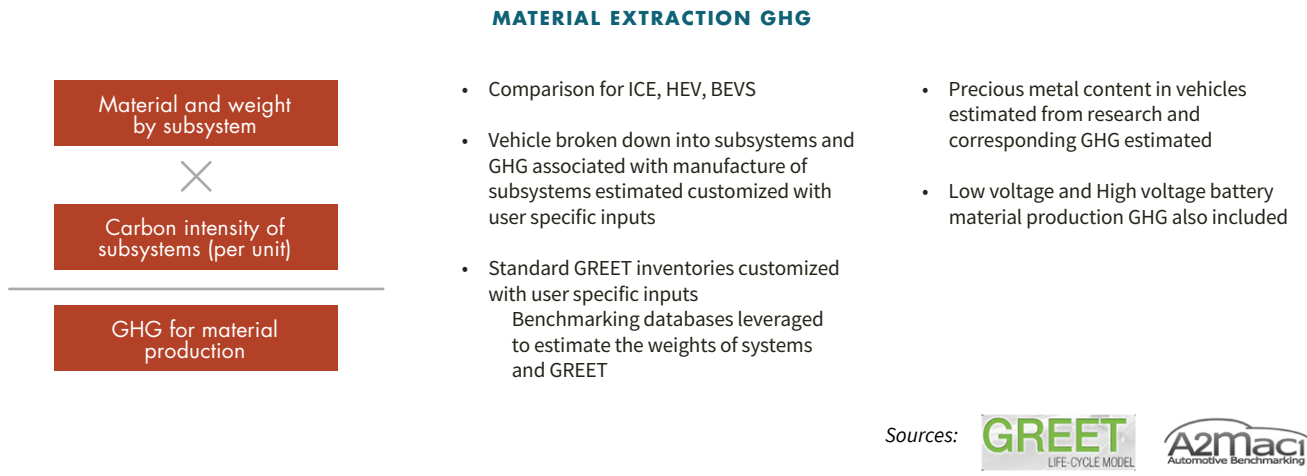 MATERIAL EXTRACTION GHG
Material and weight
by subsystem
Carbon intensity of
subsystems (per unit)
GHG for material
production
• Comparison for ICE, HEV, BEVS
• Vehicle broken down into subsystems and
GHG associated with manufacture of
subsystems estimated customized with
user specific inputs
• Standard GREET inventories customized
with user specific inputs
Benchmarking databases leveraged
to estimate the weights of systems
and GREET
• Precious metal content in vehicles
estimated from research and
corresponding GHG estimated
• Low voltage and High voltage battery
material production GHG also included
Sources:
GREET
LIFE-CYCLE MODEL
A2maci
Automotive Benchmarking